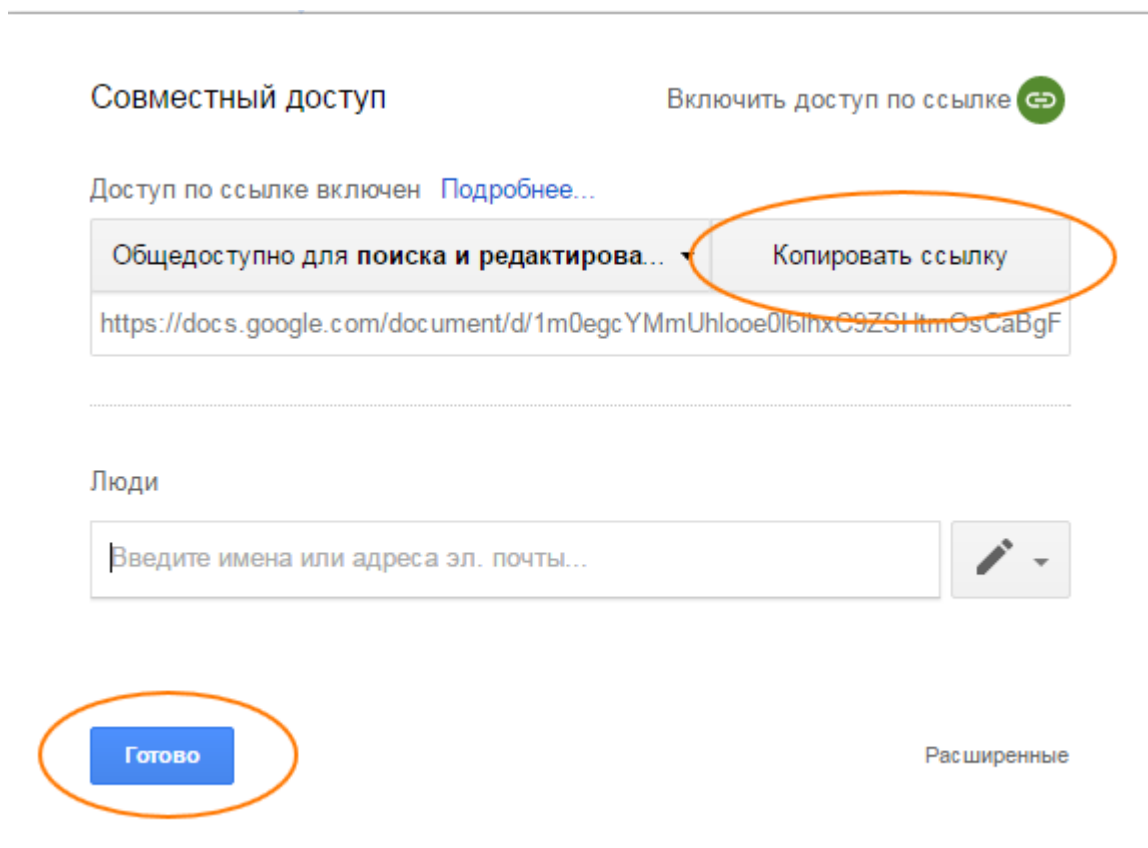 Совместный доступ
Включить доступ по ссылке
Доступ по ссылке включен Подробнее...
Общедоступно для поиска и редактирова...
Копировать ссылку
https://docs.google.com/document/d/1m0egcYMmUhlooe0l6lhxC9ZSHtmOsCaBgF
Люди
Введите имена или адреса эл. почты...
Готово
Расширенные